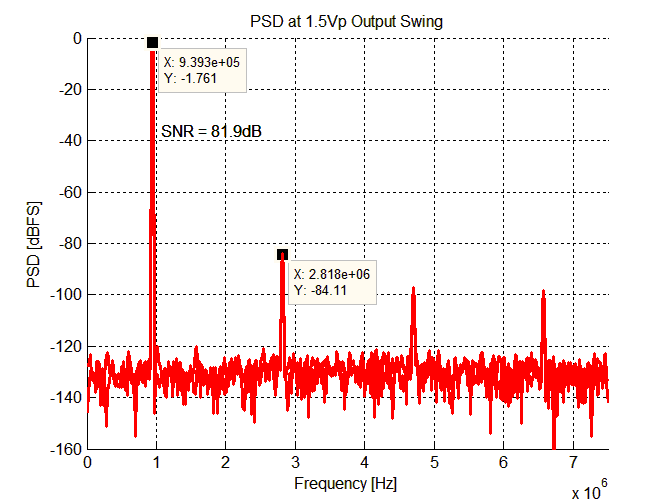 PSD at 1.5Vp Output Swing
PSD [dBFS]
0
-20
-40
-60
-80
-100
-120
-140
-160
X: 9.393e+05
Y: -1.761
SNR = 81.9dB
X: 2.818e+06
Y: -84.11
0 1 2 3 4 5 6 7
x 10^6
Frequency [Hz]